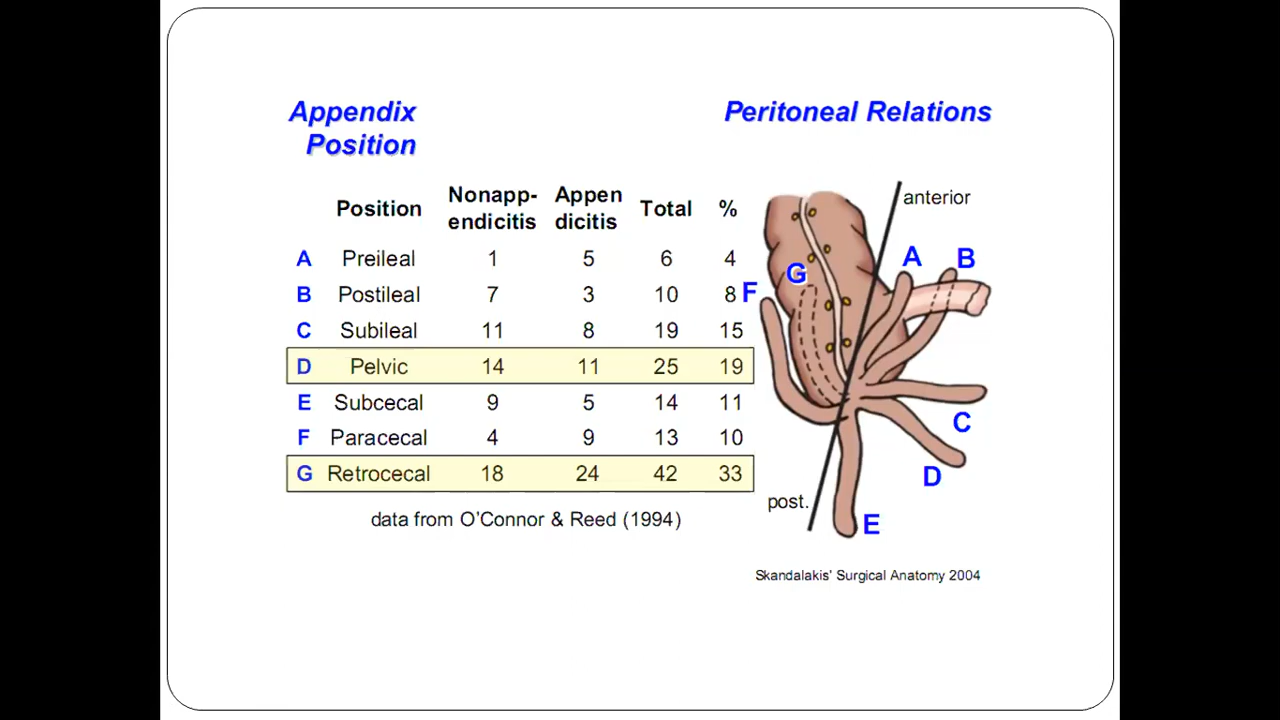 Appendix
Position
Peritoneal Relations
Position Nonapp-endicitis Appen dicitis Total %
A Preileal 1 5 6 4
B Postileal 7 3 10 8
C Subileal 11 8 19 15
D Pelvic 14 11 25 19
E Subcecal 9 5 14 11
F Paracecal 4 9 13 10
G Retrocecal 18 24 42 33
data from O'Connor & Reed (1994)
anterior
A
B
G
F
C
D
post.
E
Skandalakis' Surgical Anatomy 2004